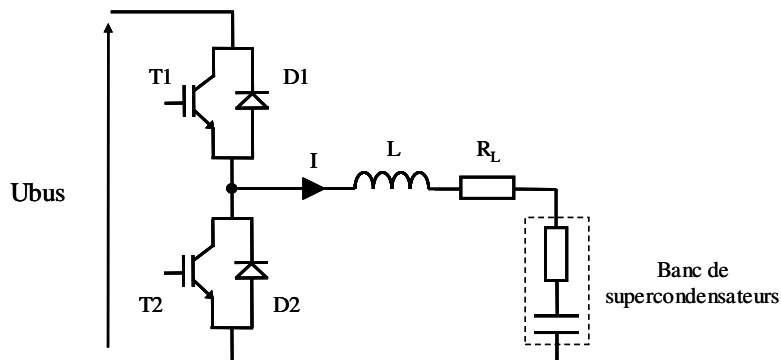 T1
D1
I
L
R_L
Ubus
T2
D2
Banc de
supercondensateurs